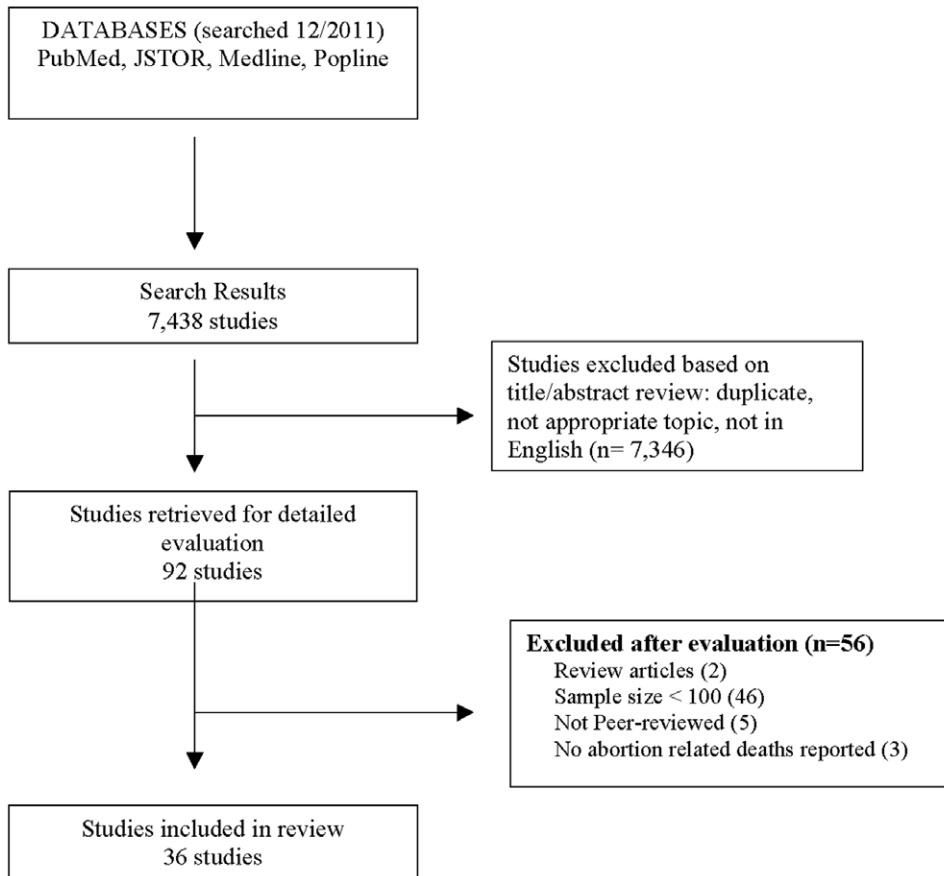 DATABASES (searched 12/2011)
PubMed, JSTOR, Medline, Popline
Search Results
7,438 studies
Studies excluded based on
title/abstract review: duplicate,
not appropriate topic, not in
English (n= 7,346)
Studies retrieved for detailed
evaluation
92 studies
Excluded after evaluation (n=56)
Review articles (2)
Sample size < 100 (46)
Not Peer-reviewed (5)
No abortion related deaths reported (3)
Studies included in review
36 studies